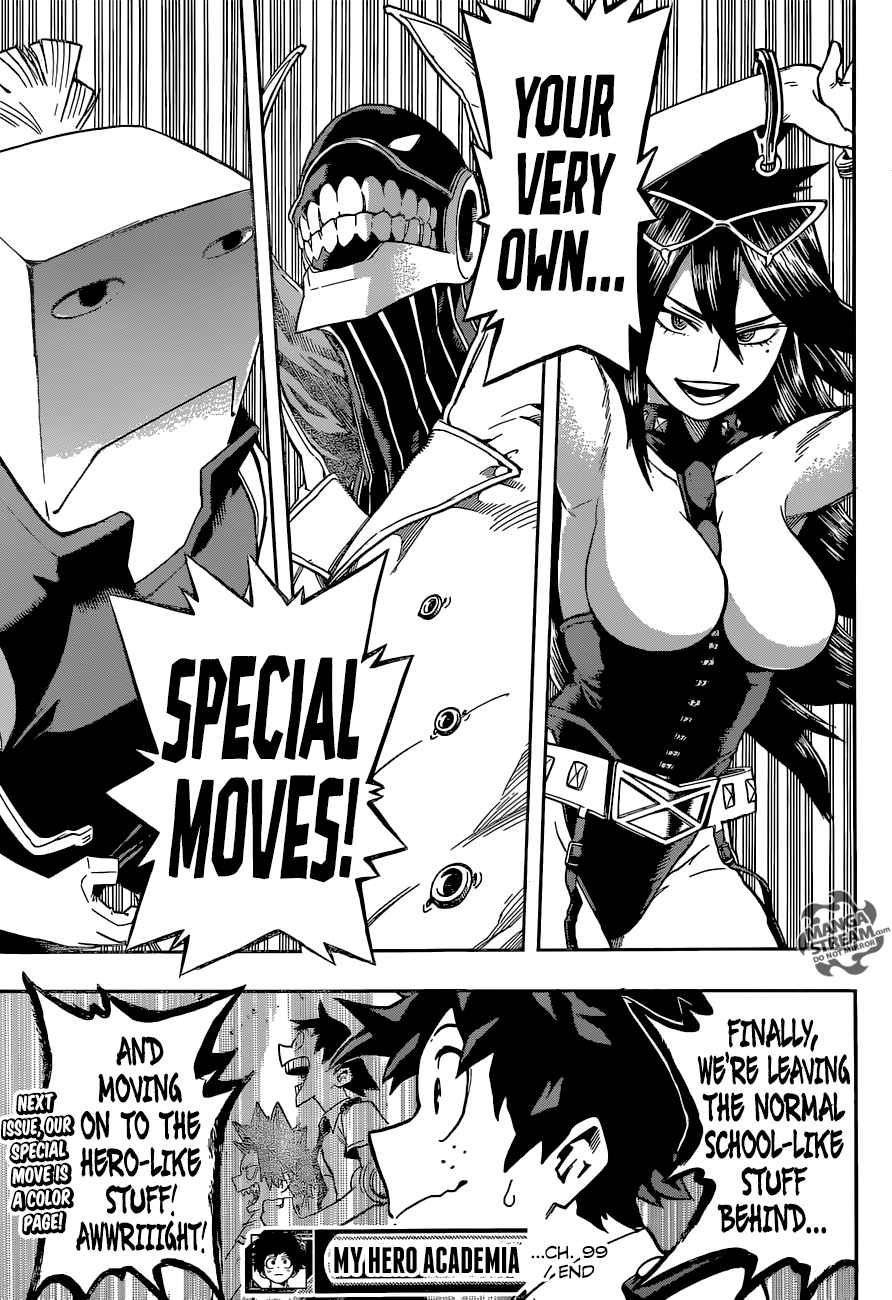 YOUR
VERY
OWN...
SPECIAL
MOVES!
MANGA
STREAM.com
DO NOT MIRROR
FINALLY,
WE'RE LEAVING
THE NORMAL
SCHOOL-LIKE
STUFF
BEHIND...
AND
MOVING
ON TO THE
HERO-LIKE
STUFF!
AWWRIIIGHT!
NEXT
ISSUE, OUR
SPECIAL
MOVE IS
A COLOR
PAGE!
MY HERO ACADEMIA
...CH. 99
/ END